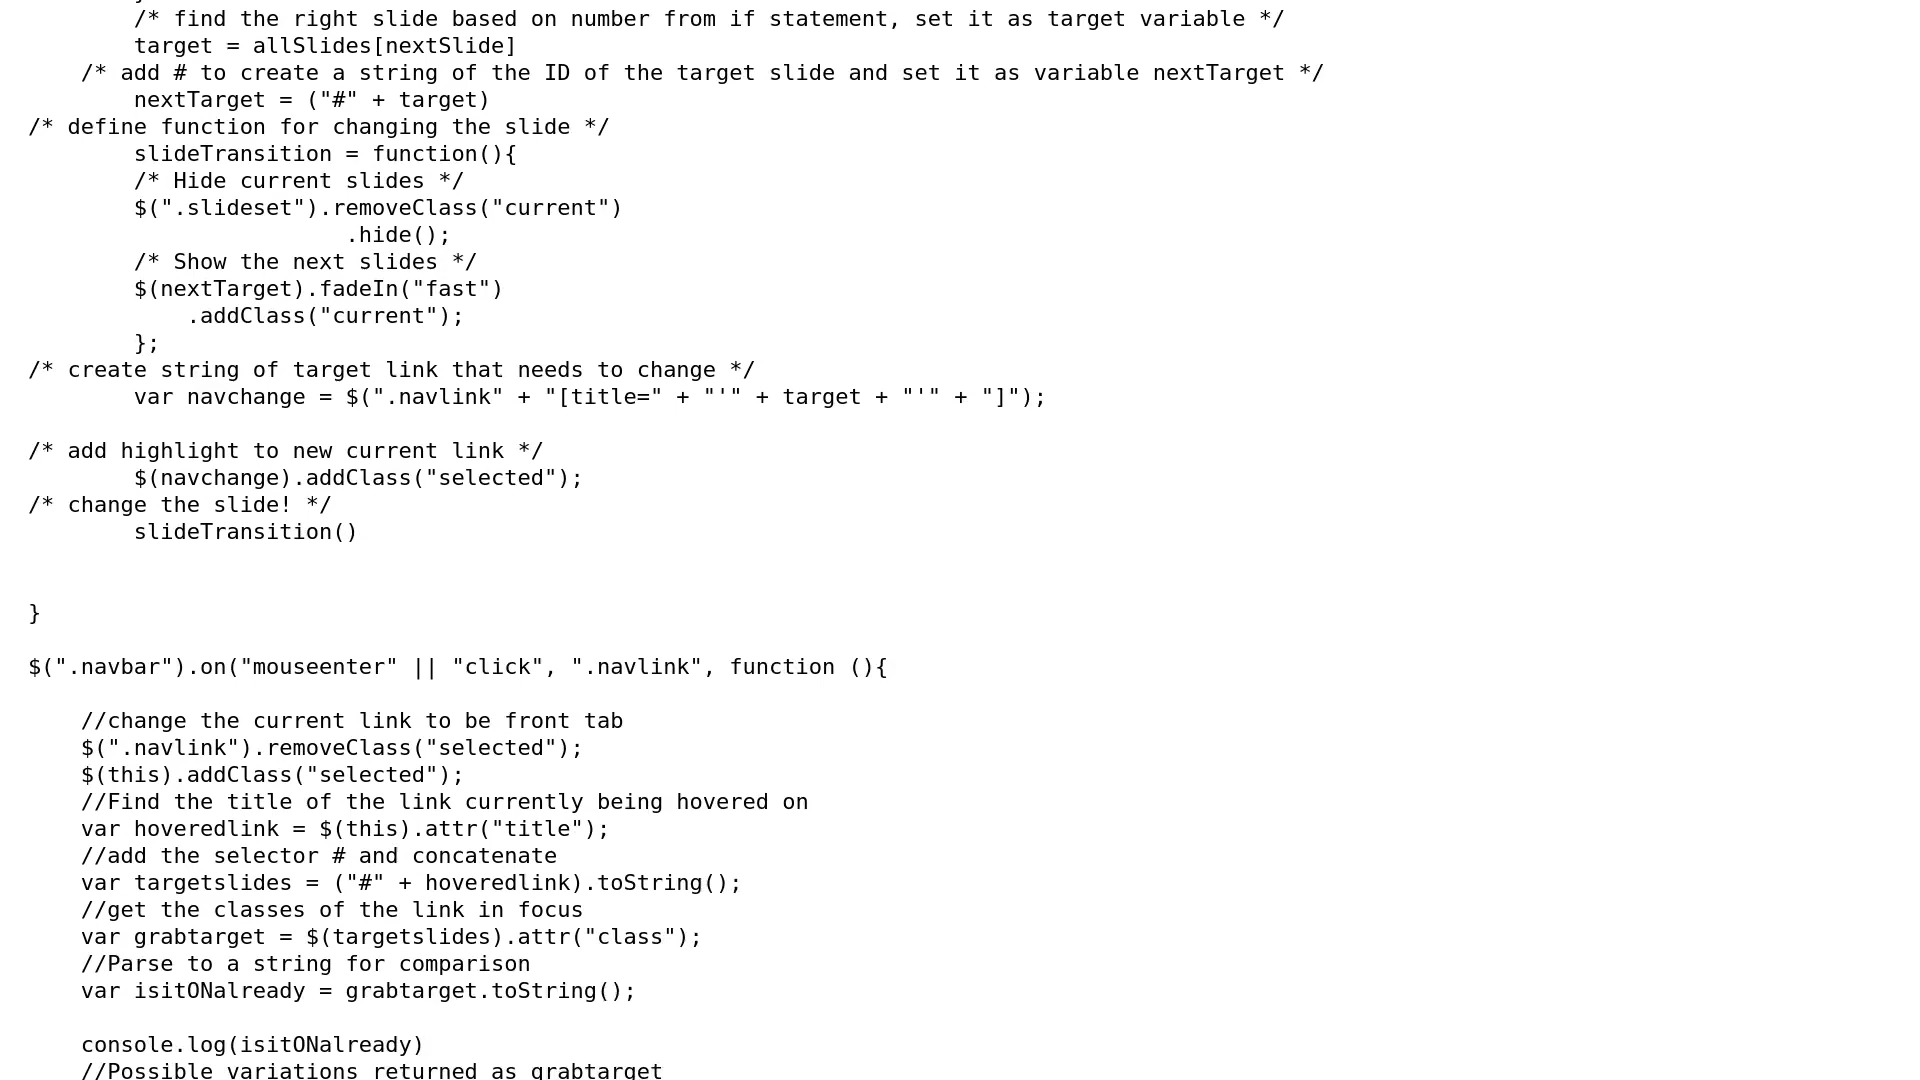 /* find the right slide based on number from if statement, set it as target variable */
target = allSlides[nextSlide]
/* add # to create a string of the ID of the target slide and set it as variable nextTarget */
nextTarget = ("#" + target)
/* define function for changing the slide */
slideTransition = function(){
/* Hide current slides */
$(".slideset").removeClass("current")
.hide();
/* Show the next slides */
$(nextTarget).fadeIn("fast")
.addClass("current");
};
/* create string of target link that needs to change */
var navchange = $(".navlink" + "[title=" + "'" + target + "'" + "]");
/* add highlight to new current link */
$(navchange).addClass("selected");
/* change the slide! */
slideTransition()
}
$(".navbar").on("mouseenter" || "click", ".navlink", function (){
//change the current link to be front tab
$(".navlink").removeClass("selected");
$(this).addClass("selected");
//Find the title of the link currently being hovered on
var hoveredlink = $(this).attr("title");
//add the selector # and concatenate
var targetslides = ("#" + hoveredlink).toString();
//get the classes of the link in focus
var grabtarget = $(targetslides).attr("class");
//Parse to a string for comparison
var isitONalready = grabtarget.toString();
console.log(isitONalready)
//Possible variations returned as grabtarget